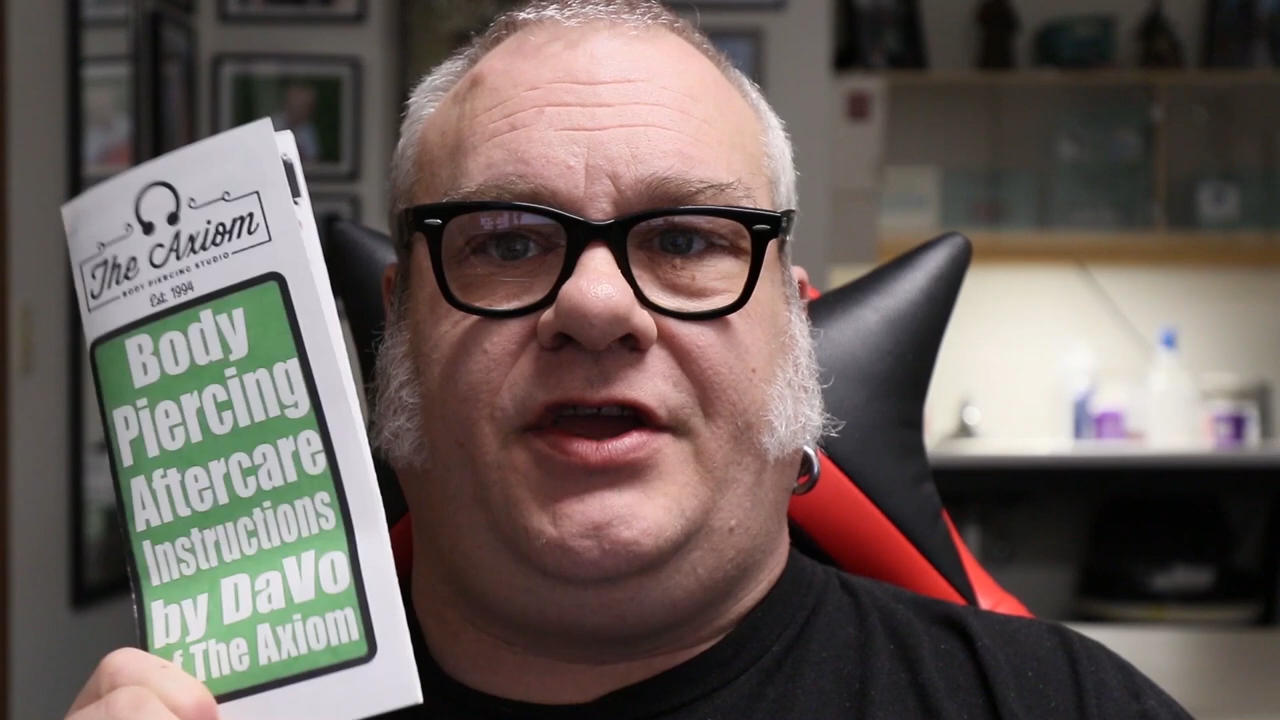 The Axiom
BODY PIERCING STUDIO
Est. 1994
Body
Piercing
Aftercare
Instructions
by DaVo
The Axiom